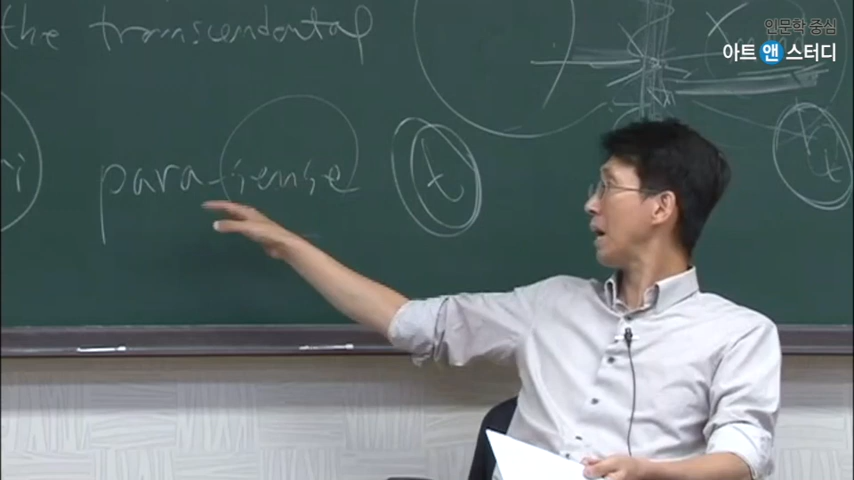 the transcendental
인문학 중심
아트 앤 스터디
para-sense
t